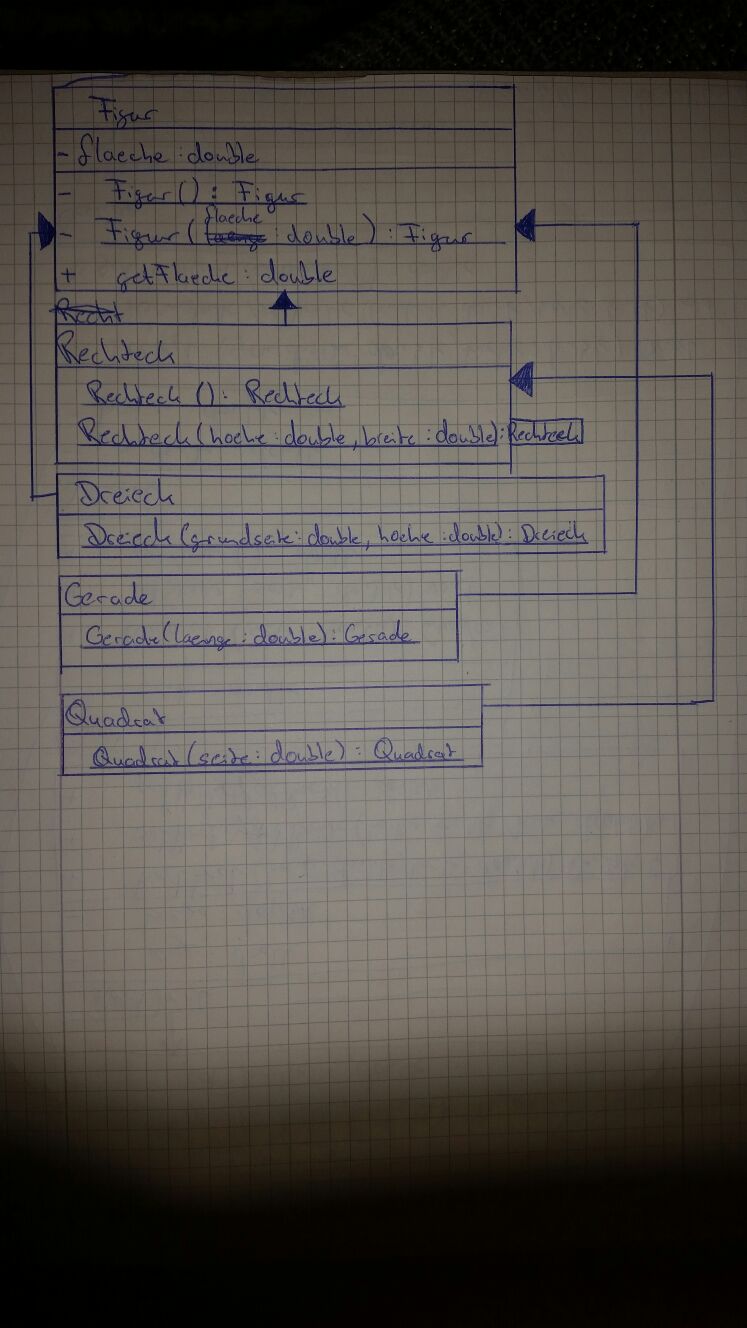 Figur
- flaeche : double
- Figur() : Figur
- Figur(flaeche : double) : Figur
+ getFlaeche : double
Recht
Rechteck
Rechteck () : Rechteck
Rechteck(hoehe : double, breite : double) : Rechteck
Dreieck
Dreieck (grundseite : double, hoehe : double) : Dreieck
Gerade
Gerade(laenge : double) : Gerade
Quadrat
Quadrat (seite : double) : Quadrat